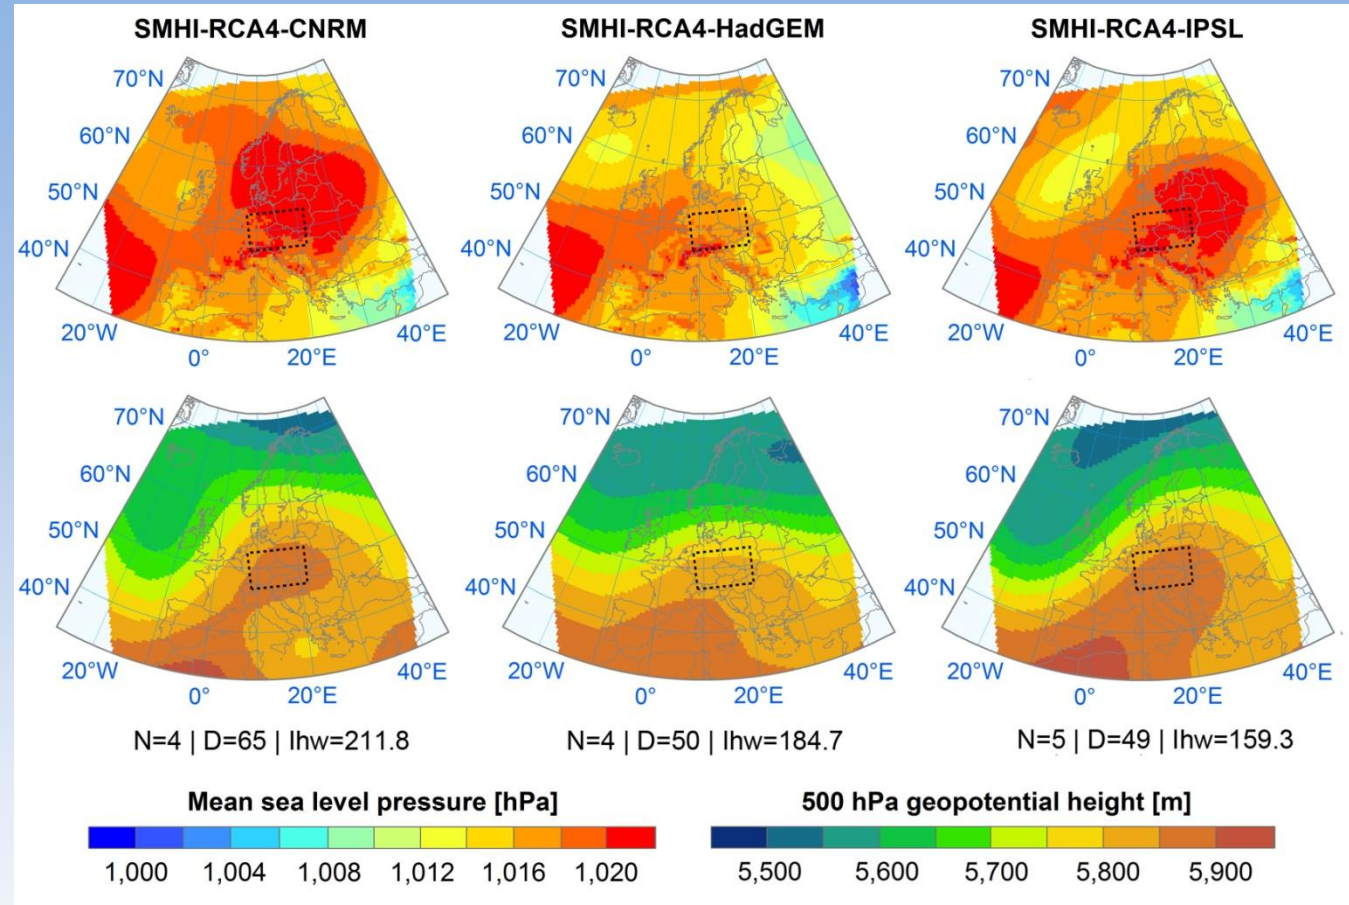 SMHI-RCA4-CNRM
SMHI-RCA4-HadGEM
SMHI-RCA4-IPSL
70°N
60°N
50°N
40°N
20°W
0°
20°E
40°E
70°N
60°N
50°N
40°N
20°W
0°
20°E
40°E
70°N
60°N
50°N
40°N
20°W
0°
20°E
40°E
70°N
60°N
50°N
40°N
20°W
0°
20°E
40°E
70°N
60°N
50°N
40°N
20°W
0°
20°E
40°E
70°N
60°N
50°N
40°N
20°W
0°
20°E
40°E
N=4 | D=65 | Ihw=211.8
N=4 | D=50 | Ihw=184.7
N=5 | D=49 | Ihw=159.3
Mean sea level pressure [hPa]
1,000 1,004 1,008 1,012 1,016 1,020
500 hPa geopotential height [m]
5,500 5,600 5,700 5,800 5,900